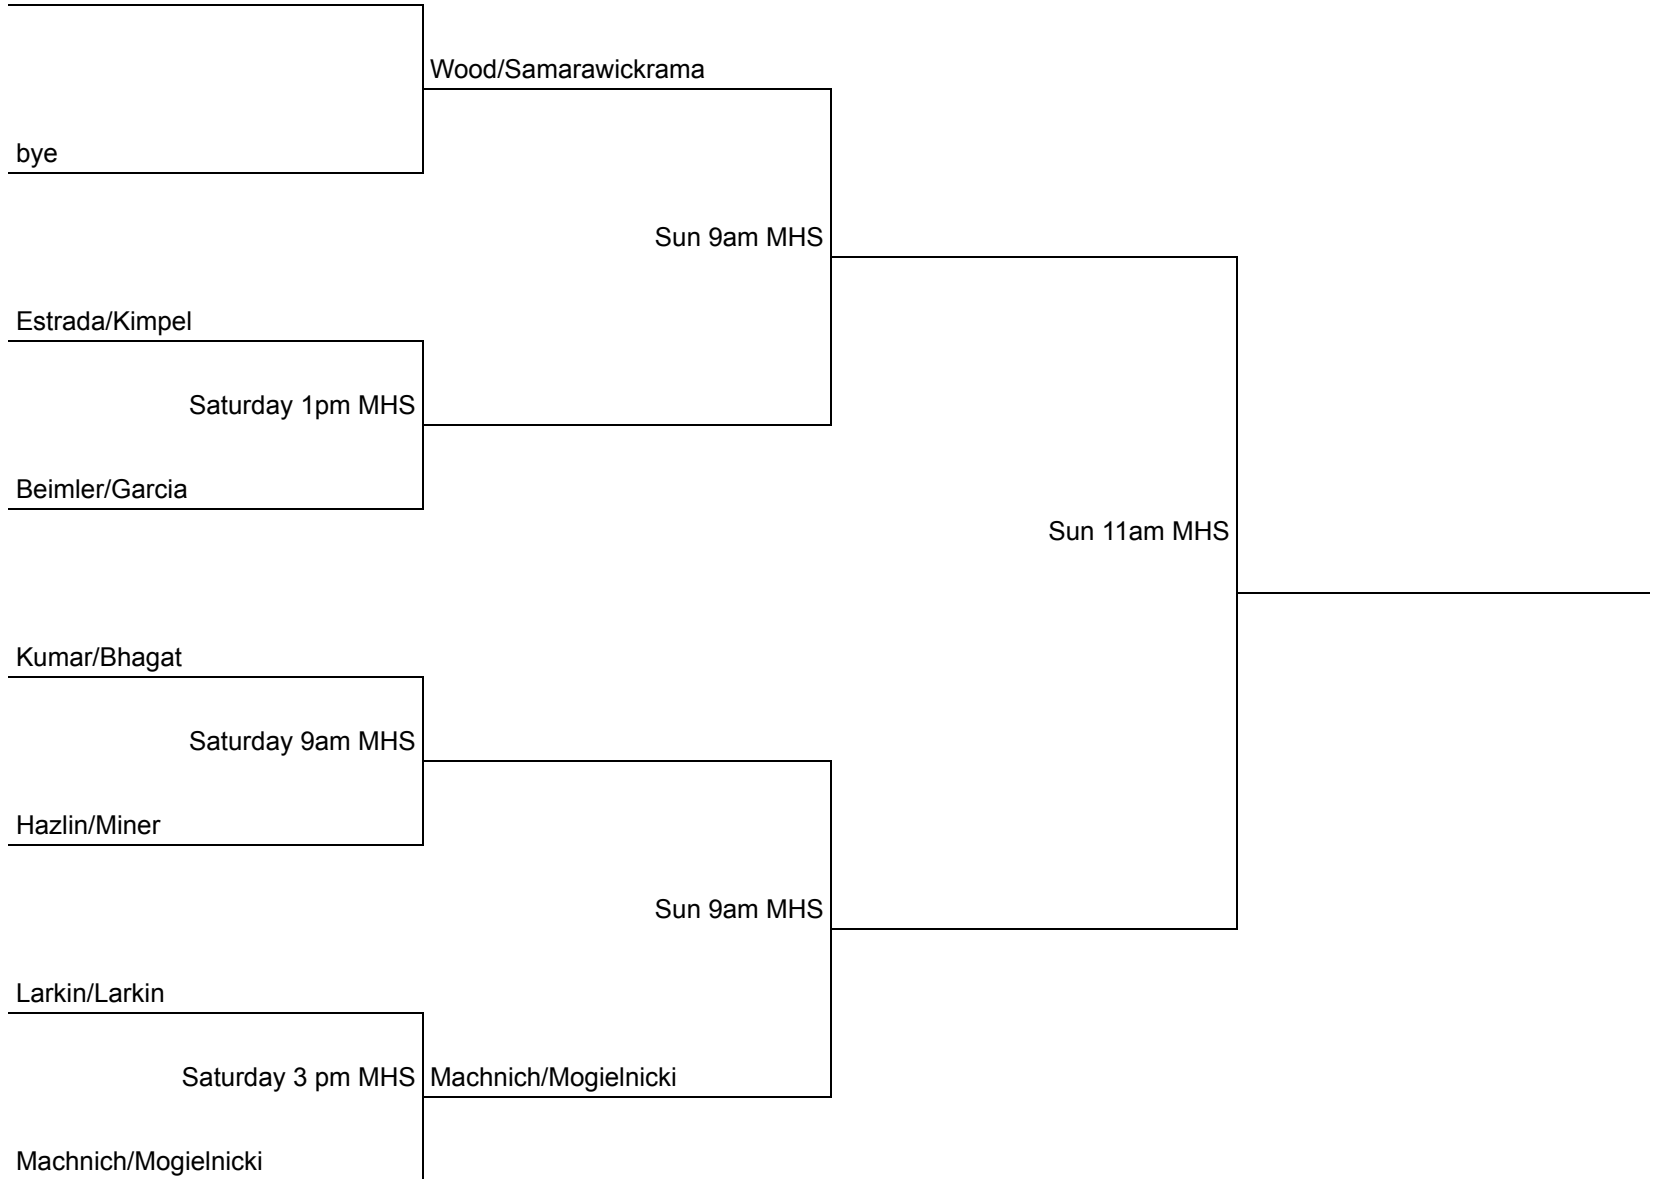 Wood/Samarawickrama
bye
Sun 9am MHS
Estrada/Kimpel
Saturday 1pm MHS
Beimler/Garcia
Sun 11am MHS
Kumar/Bhagat
Saturday 9am MHS
Hazlin/Miner
Sun 9am MHS
Larkin/Larkin
Saturday 3 pm MHS
Machnich/Mogielnicki
Machnich/Mogielnicki